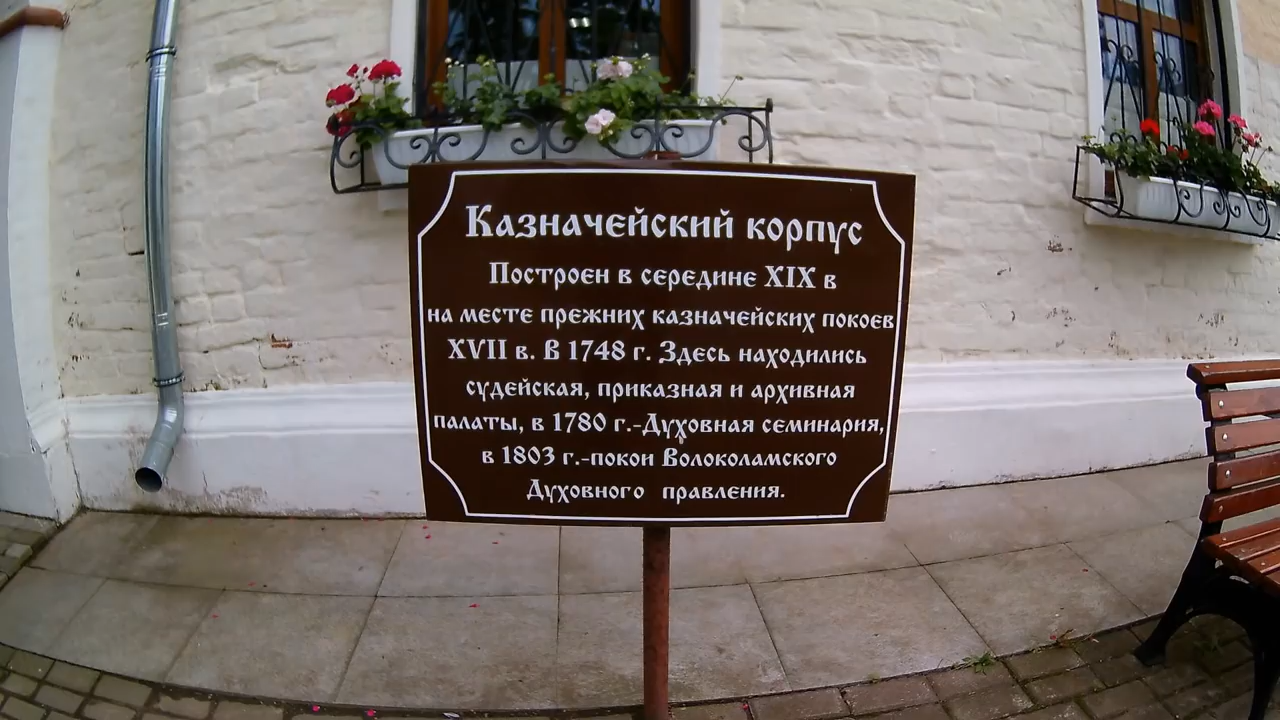 Казначейский корпус
Построен в середине XIX в
на месте прежних казначейских покоев
XVII в. В 1748 г. Здесь находились
судейская, приказная и архивная
палаты, в 1780 г.-Духовная семинария,
в 1803 г.-покои Волоколамского
Духовного правления.